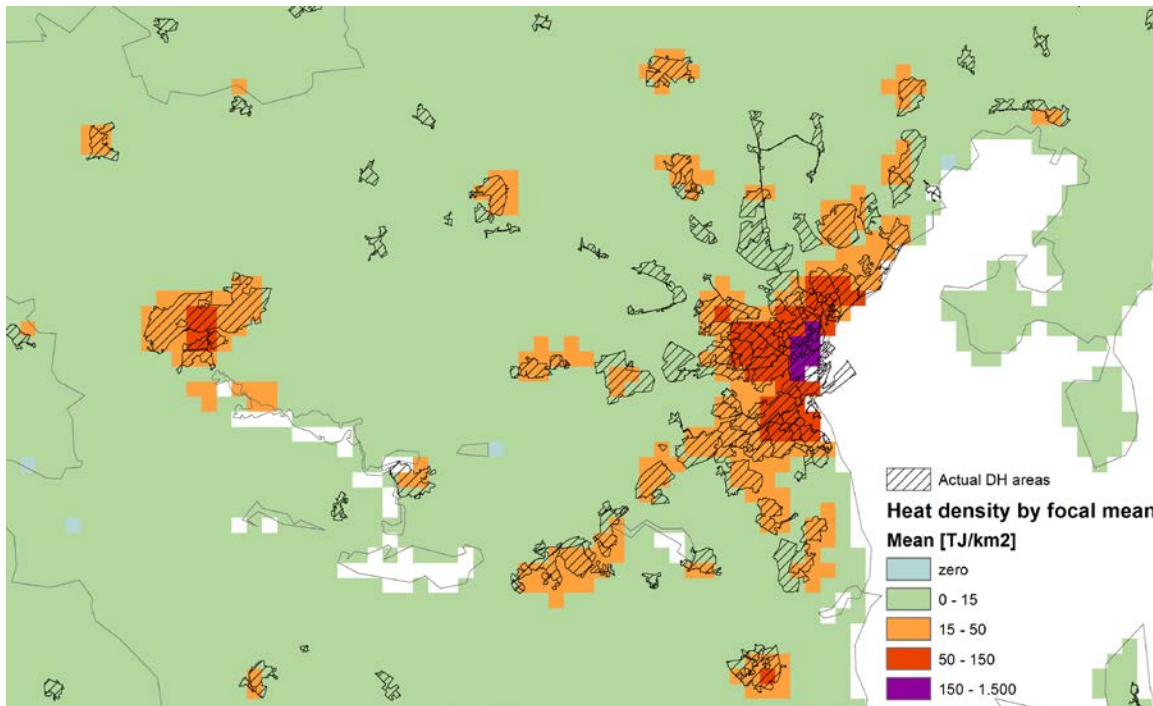 Actual DH areas
Heat density by focal mean
Mean [TJ/km2]
zero
0 - 15
15 - 50
50 - 150
150 - 1.500